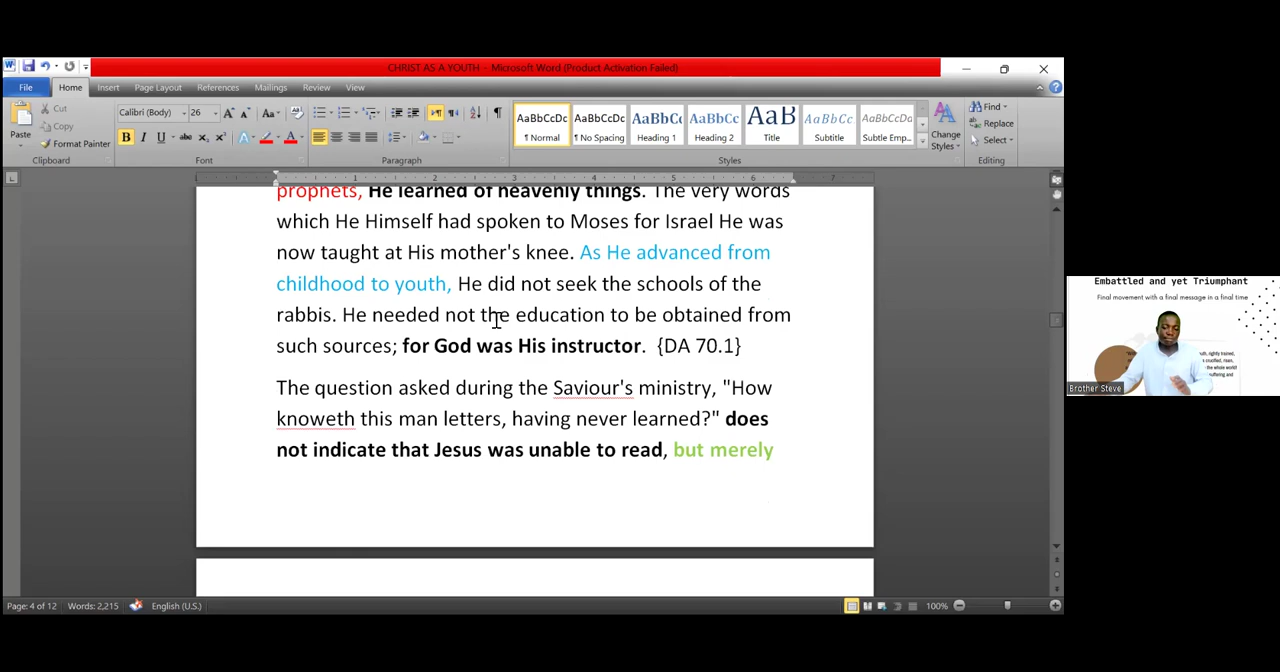 CHRIST AS A YOUTH - Microsoft Word (Product Activation Failed)
File Home Insert Page Layout References Mailings Review View
Paste
Cut
Copy
Format Painter
Clipboard
Calibri (Body) 26
Font
Paragraph
AaBbCcDc AaBbCcDc AaBbCc AaBbCc AaB AaBbCc. AaBbCcDc
¶ Normal ¶ No Spacing Heading 1 Heading 2 Title Subtitle Subtle Emp...
Change Styles
Styles
Find
Replace
Select
Editing
prophets, He learned of heavenly things. The very words
which He Himself had spoken to Moses for Israel He was
now taught at His mother's knee. As He advanced from
childhood to youth, He did not seek the schools of the
rabbis. He needed not the education to be obtained from
such sources; for God was His instructor. {DA 70.1}
The question asked during the Saviour's ministry, "How
knoweth this man letters, having never learned?" does
not indicate that Jesus was unable to read, but merely
Page: 4 of 12 Words: 2,215 English (U.S.) 100%
Embattled and yet Triumphant
Final movement with a final message in a final time
Brother Steve